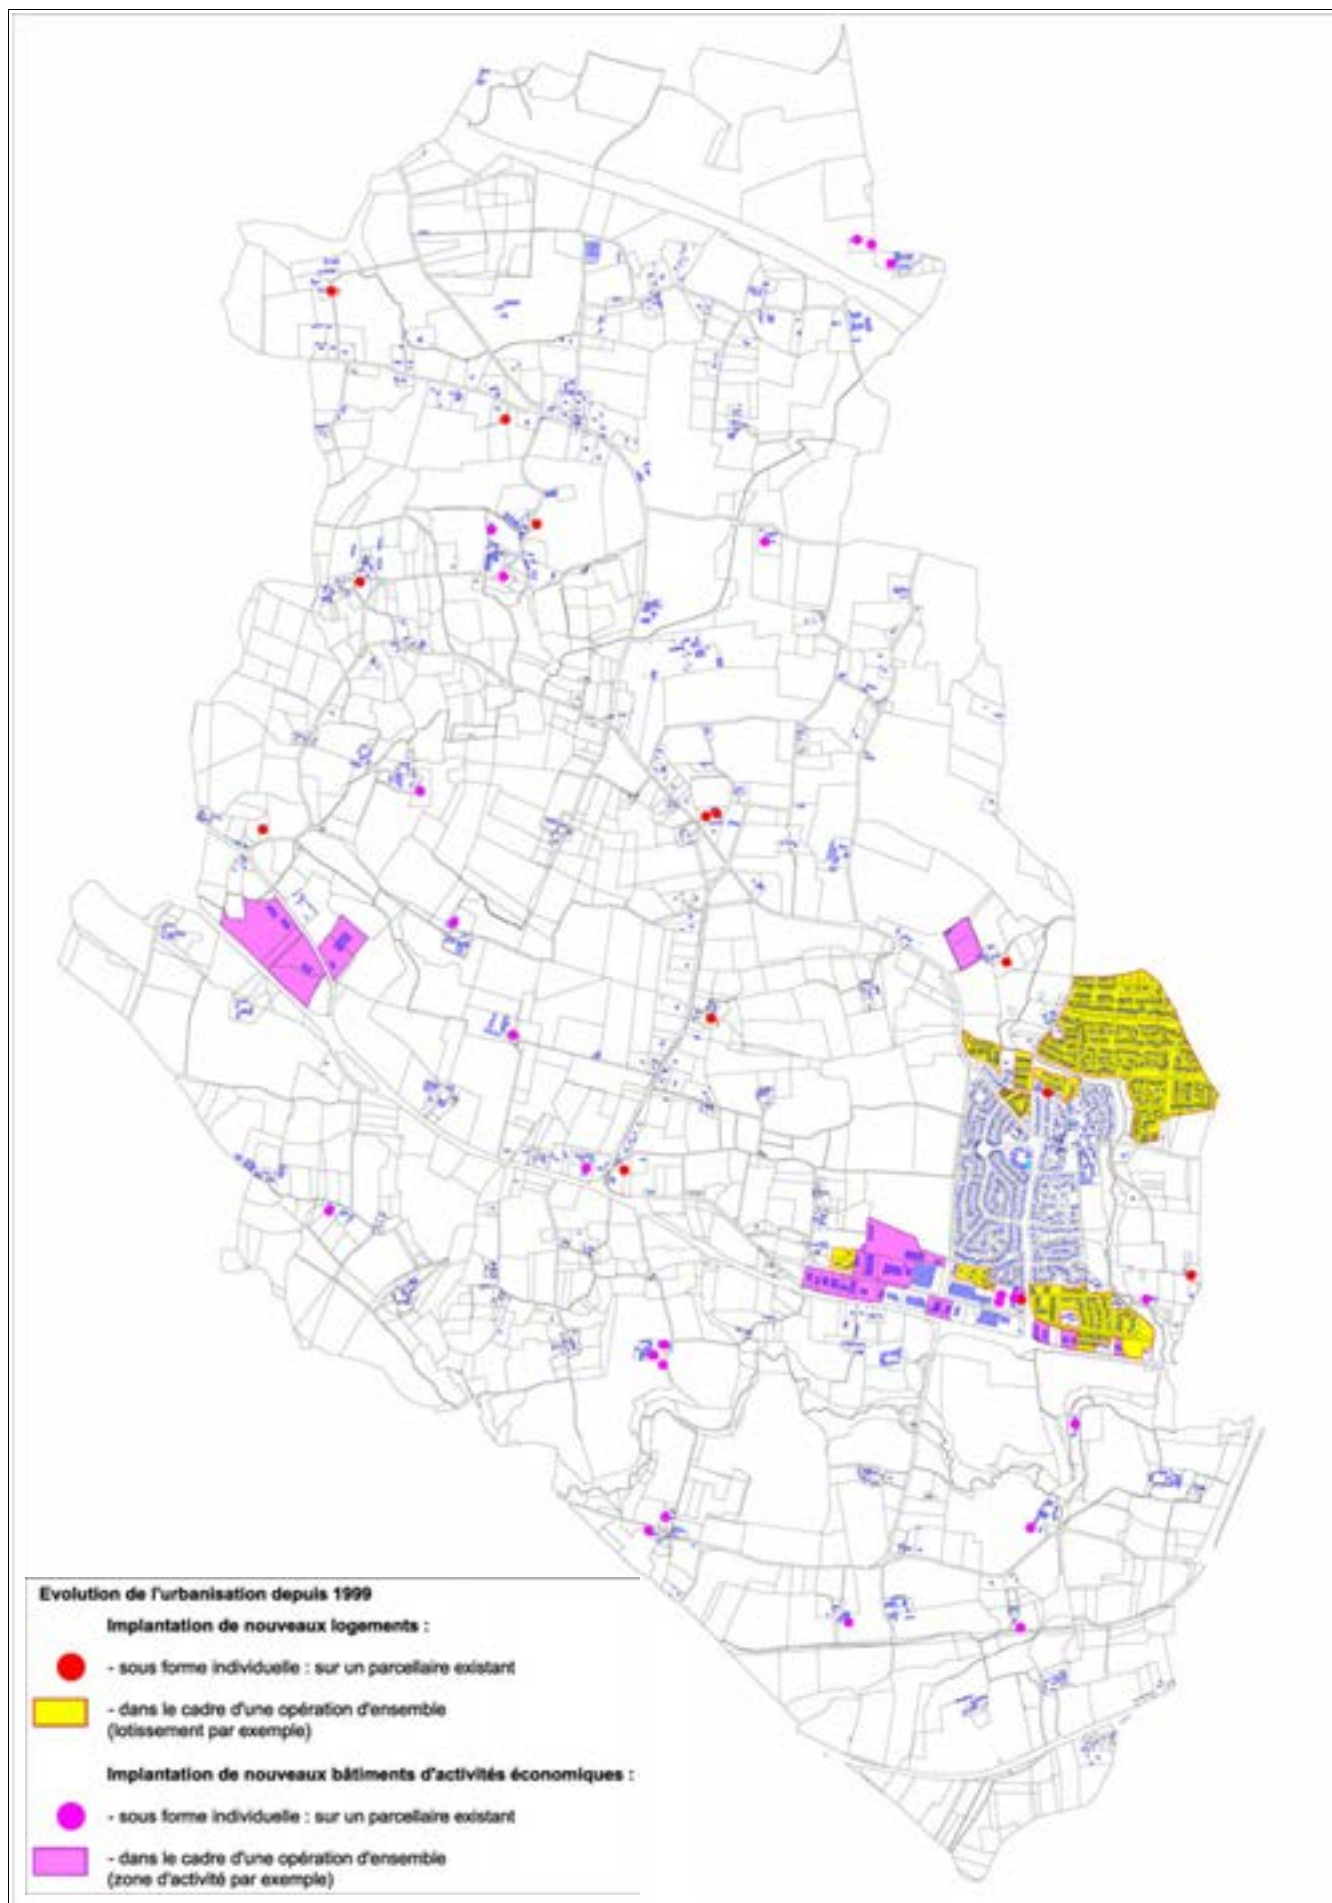 Evolution de l'urbanisation depuis 1999
Implantation de nouveaux logements :
- sous forme individuelle : sur un parcellaire existant
- dans le cadre d'une opération d'ensemble
(lotissement par exemple)
Implantation de nouveaux bâtiments d'activités économiques :
- sous forme individuelle : sur un parcellaire existant
- dans le cadre d'une opération d'ensemble
(zone d'activité par exemple)